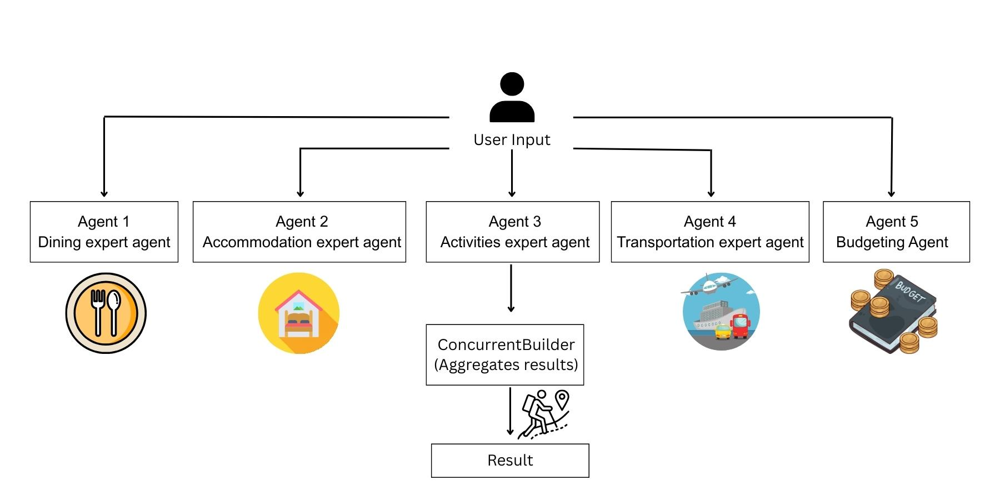 User Input
Agent 1
Dining expert agent
Agent 2
Accommodation expert agent
Agent 3
Activities expert agent
Agent 4
Transportation expert agent
Agent 5
Budgeting Agent
BUDGET
ConcurrentBuilder
(Aggregates results)
Result